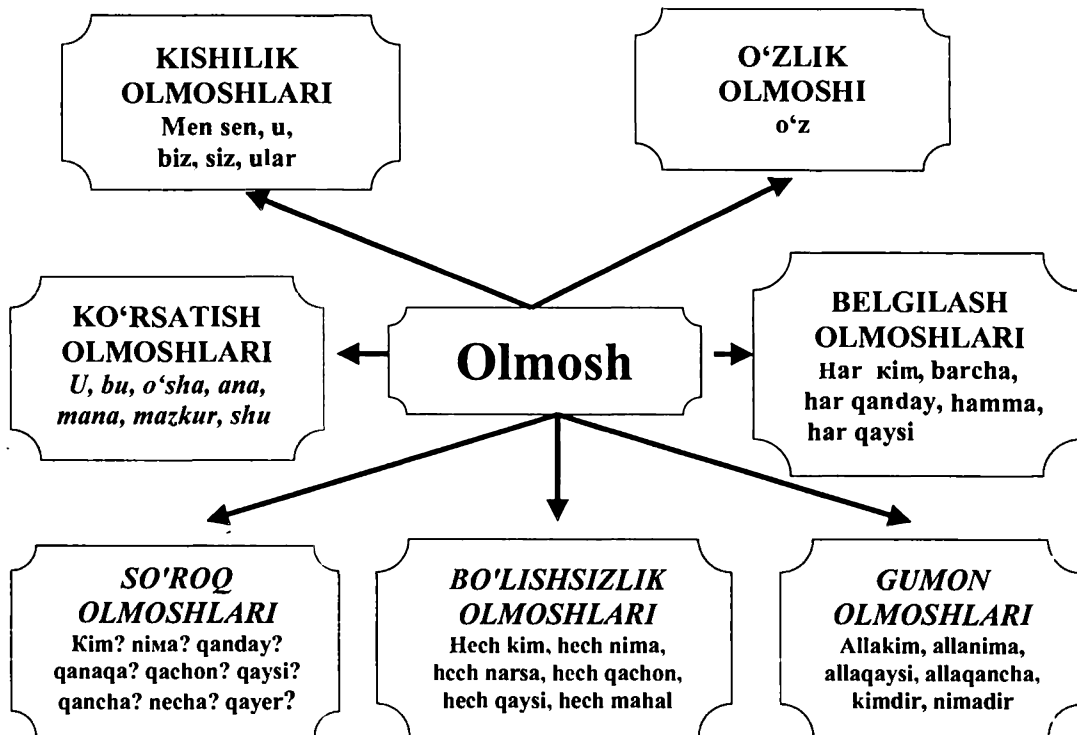 KISHILIK
OLMOSHLARI
Men sen, u,
biz, siz, ular
O‘ZLIK
OLMOSHI
o‘z
KO‘RSATISH
OLMOSHLARI
U, bu, o‘sha, ana,
mana, mazkur, shu
Olmosh
BELGILASH
OLMOSHLARI
Har кim, barcha,
har qanday, hamma,
har qaysi
SO'ROQ
OLMOSHLARI
Kim? niмa? qanday?
qanaqa? qachon? qaysi?
qancha? necha? qayer?
BO'LISHSIZLIK
OLMOSHLARI
Hech kim, hech nima,
hech narsa, hech qachon,
hech qaysi, hech mahal
GUMON
OLMOSHLARI
Allakim, allanima,
allaqaysi, allaqancha,
kimdir, nimadir